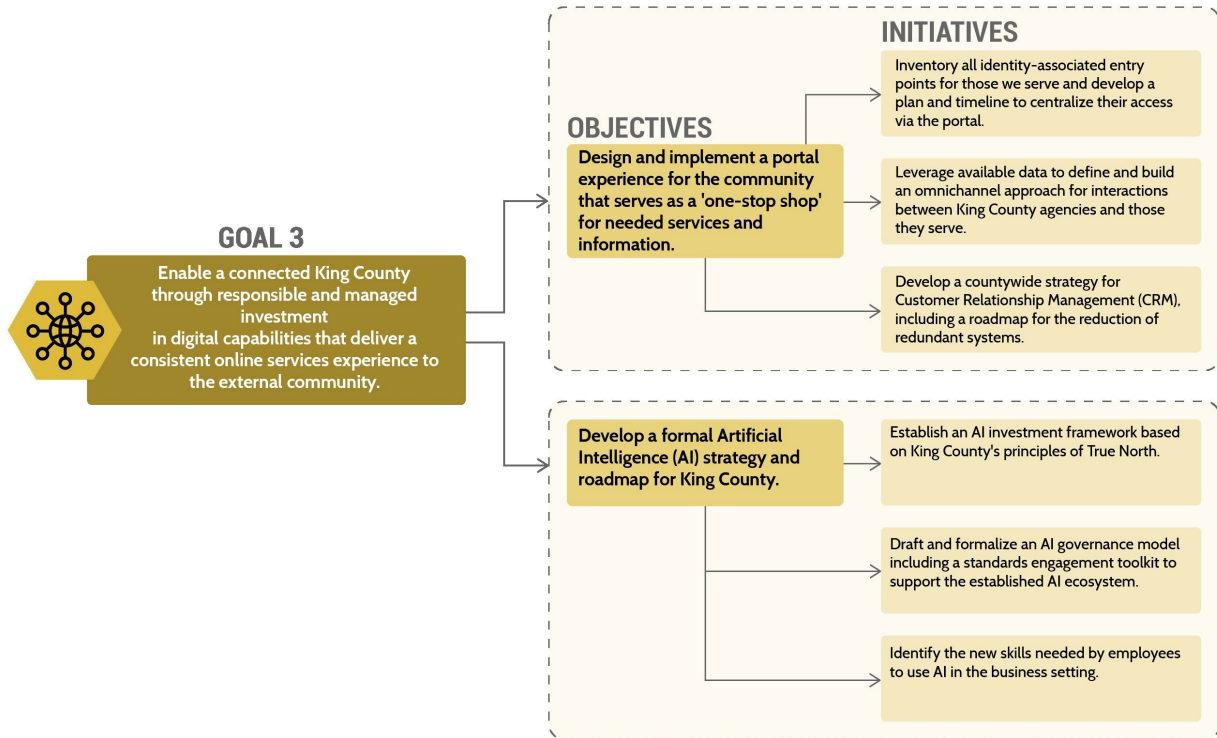 GOAL 3
Enable a connected King County
through responsible and managed
investment
in digital capabilities that deliver a
consistent online services experience to
the external community.
OBJECTIVES
Design and implement a portal
experience for the community
that serves as a 'one-stop shop'
for needed services and
information.
INITIATIVES
Inventory all identity-associated entry
points for those we serve and develop a
plan and timeline to centralize their access
via the portal.
Leverage available data to define and build
an omnichannel approach for interactions
between King County agencies and those
they serve.
Develop a countywide strategy for
Customer Relationship Management (CRM),
including a roadmap for the reduction of
redundant systems.
Develop a formal Artificial
Intelligence (AI) strategy and
roadmap for King County.
Establish an AI investment framework based
on King County's principles of True North.
Draft and formalize an AI governance model
including a standards engagement toolkit to
support the established AI ecosystem.
Identify the new skills needed by employees
to use AI in the business setting.